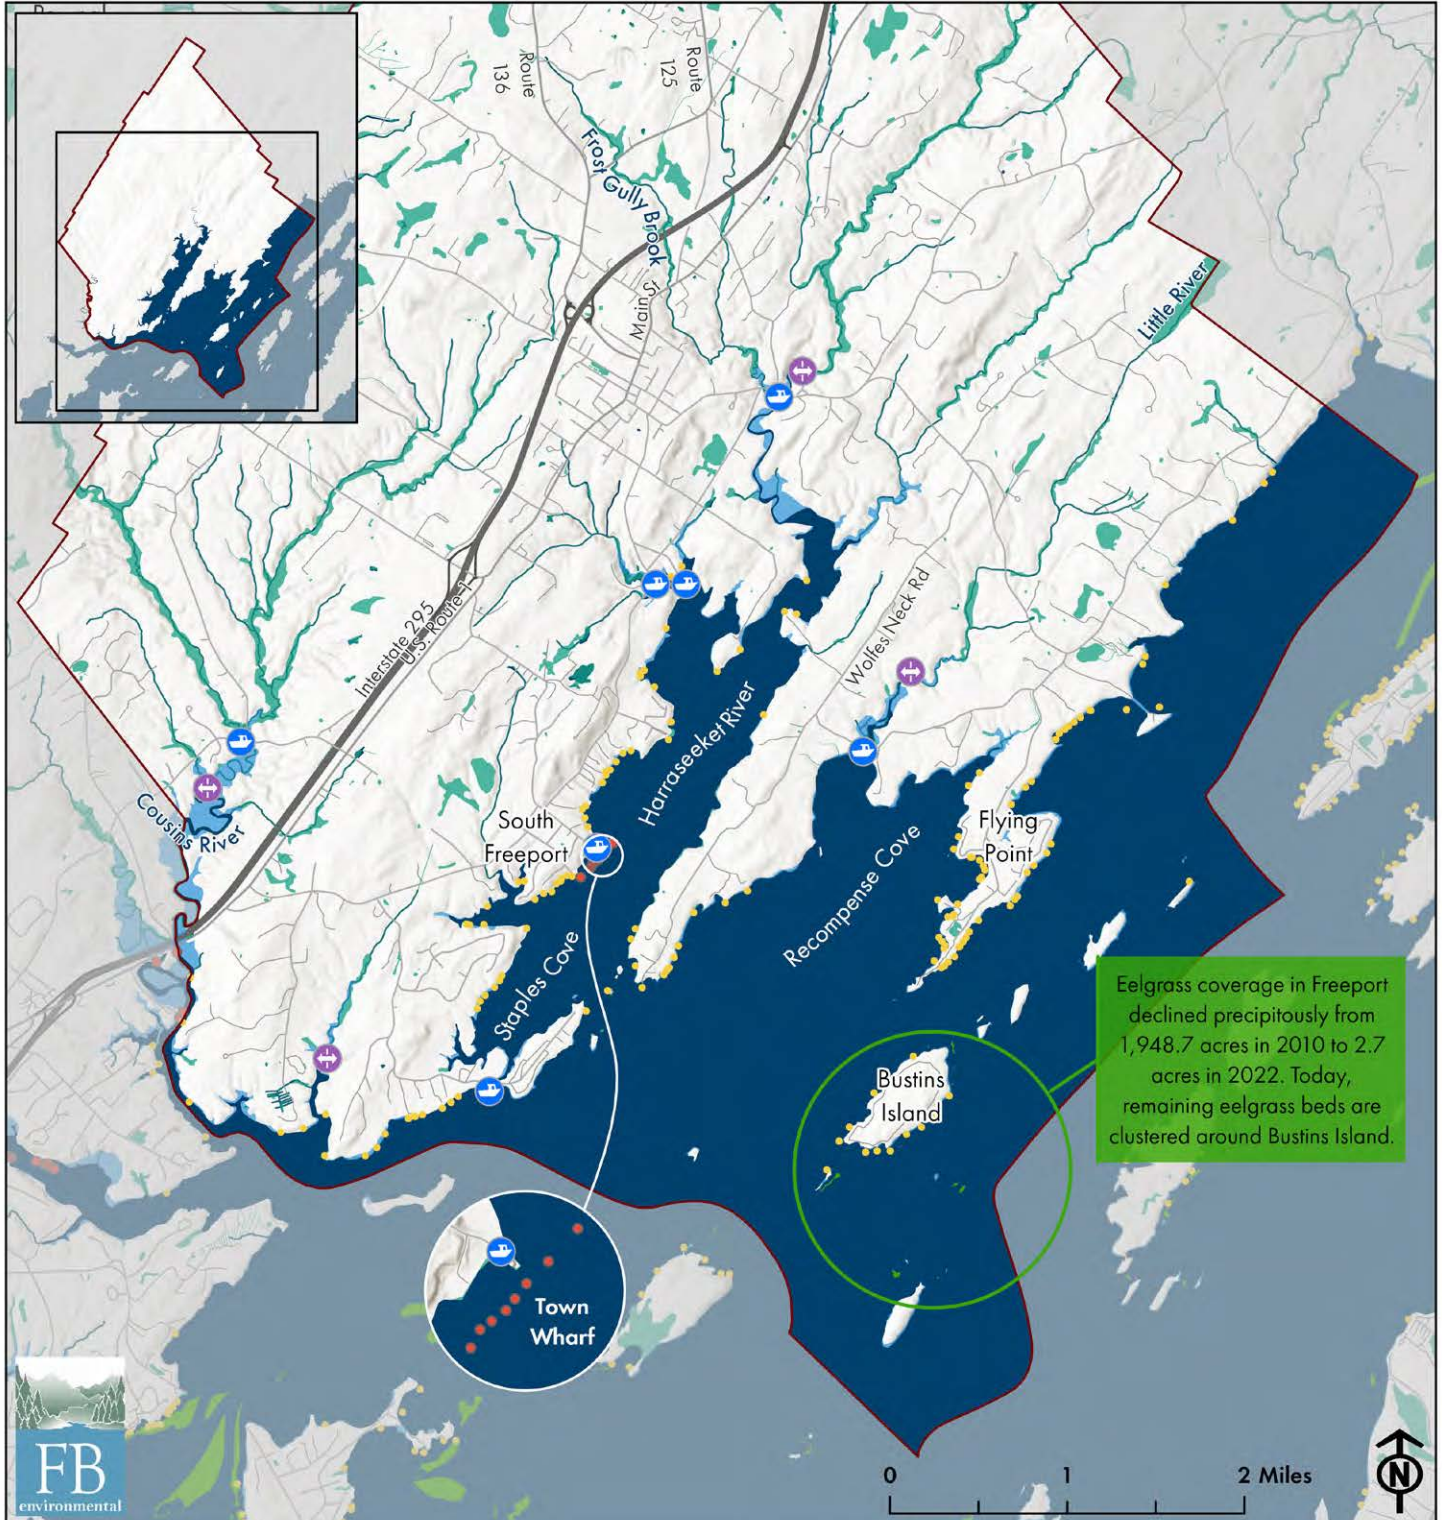 Route
136
Route
125
Frost Gully Brook
Main St
Little River
Interstate 295
U.S. Route 1
Wolfes Neck Rd
Harraseeket River
Cousins River
South
Freeport
Flying
Point
Recompense Cove
Staples Cove
Eelgrass coverage in Freeport
declined precipitously from
1,948.7 acres in 2010 to 2.7
acres in 2022. Today,
remaining eelgrass beds are
clustered around Bustins Island.
Bustins
Island
Town
Wharf
FB
environmental
0 1 2 Miles
N